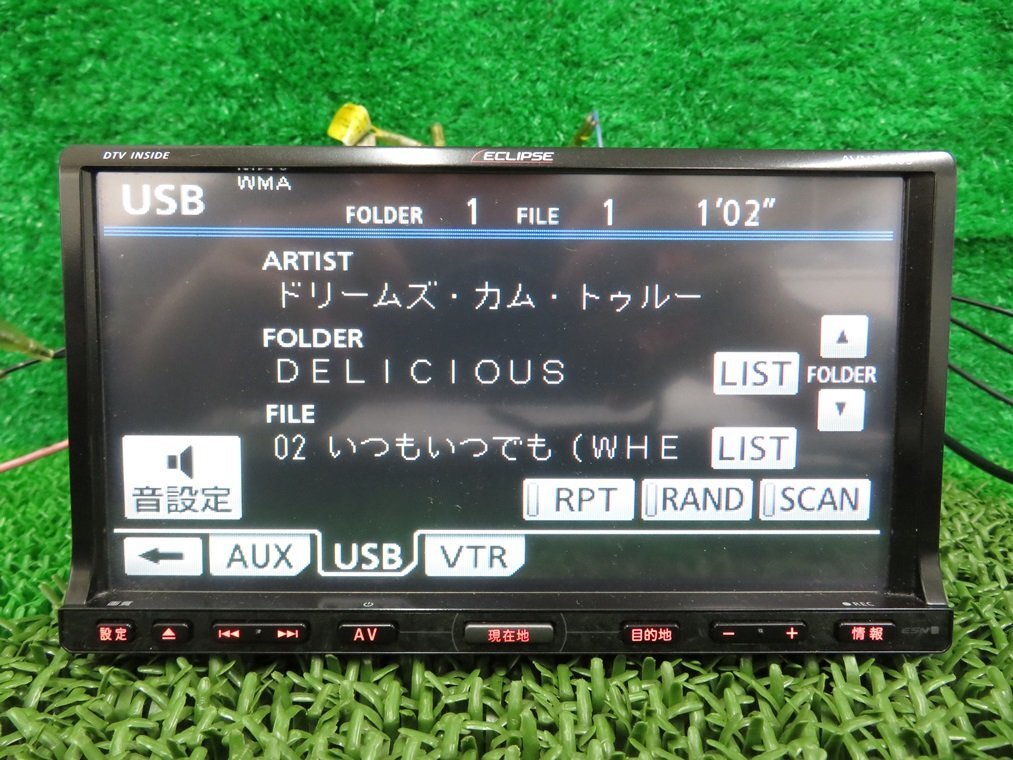 DTV INSIDE
ECLIPSE
USB
WMA
FOLDER 1 FILE 1 1'02"
ARTIST
ドリームズ・カム・トゥルー
FOLDER
ＤＥＬＩＣＩＯＵＳ
LIST FOLDER
FILE
02 いつもいつでも（ＷＨＥ
LIST
音設定
RPT RAND SCAN
AUX USB VTR
REC
設定 AV 現在地 目的地 − + 情報 ESN